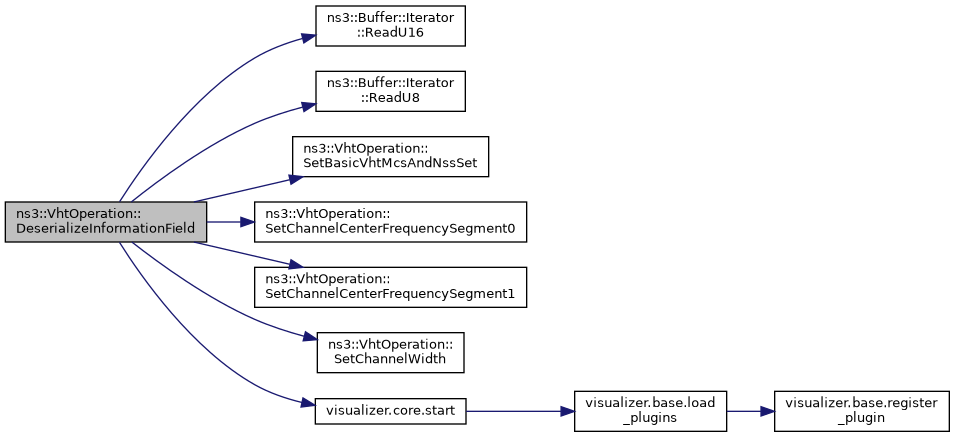 ns3::Buffer::Iterator
::ReadU16
ns3::Buffer::Iterator
::ReadU8
ns3::VhtOperation::
SetBasicVhtMcsAndNssSet
ns3::VhtOperation::
DeserializeInformationField
ns3::VhtOperation::
SetChannelCenterFrequencySegment0
ns3::VhtOperation::
SetChannelCenterFrequencySegment1
ns3::VhtOperation::
SetChannelWidth
visualizer.core.start
visualizer.base.load
_plugins
visualizer.base.register
_plugin